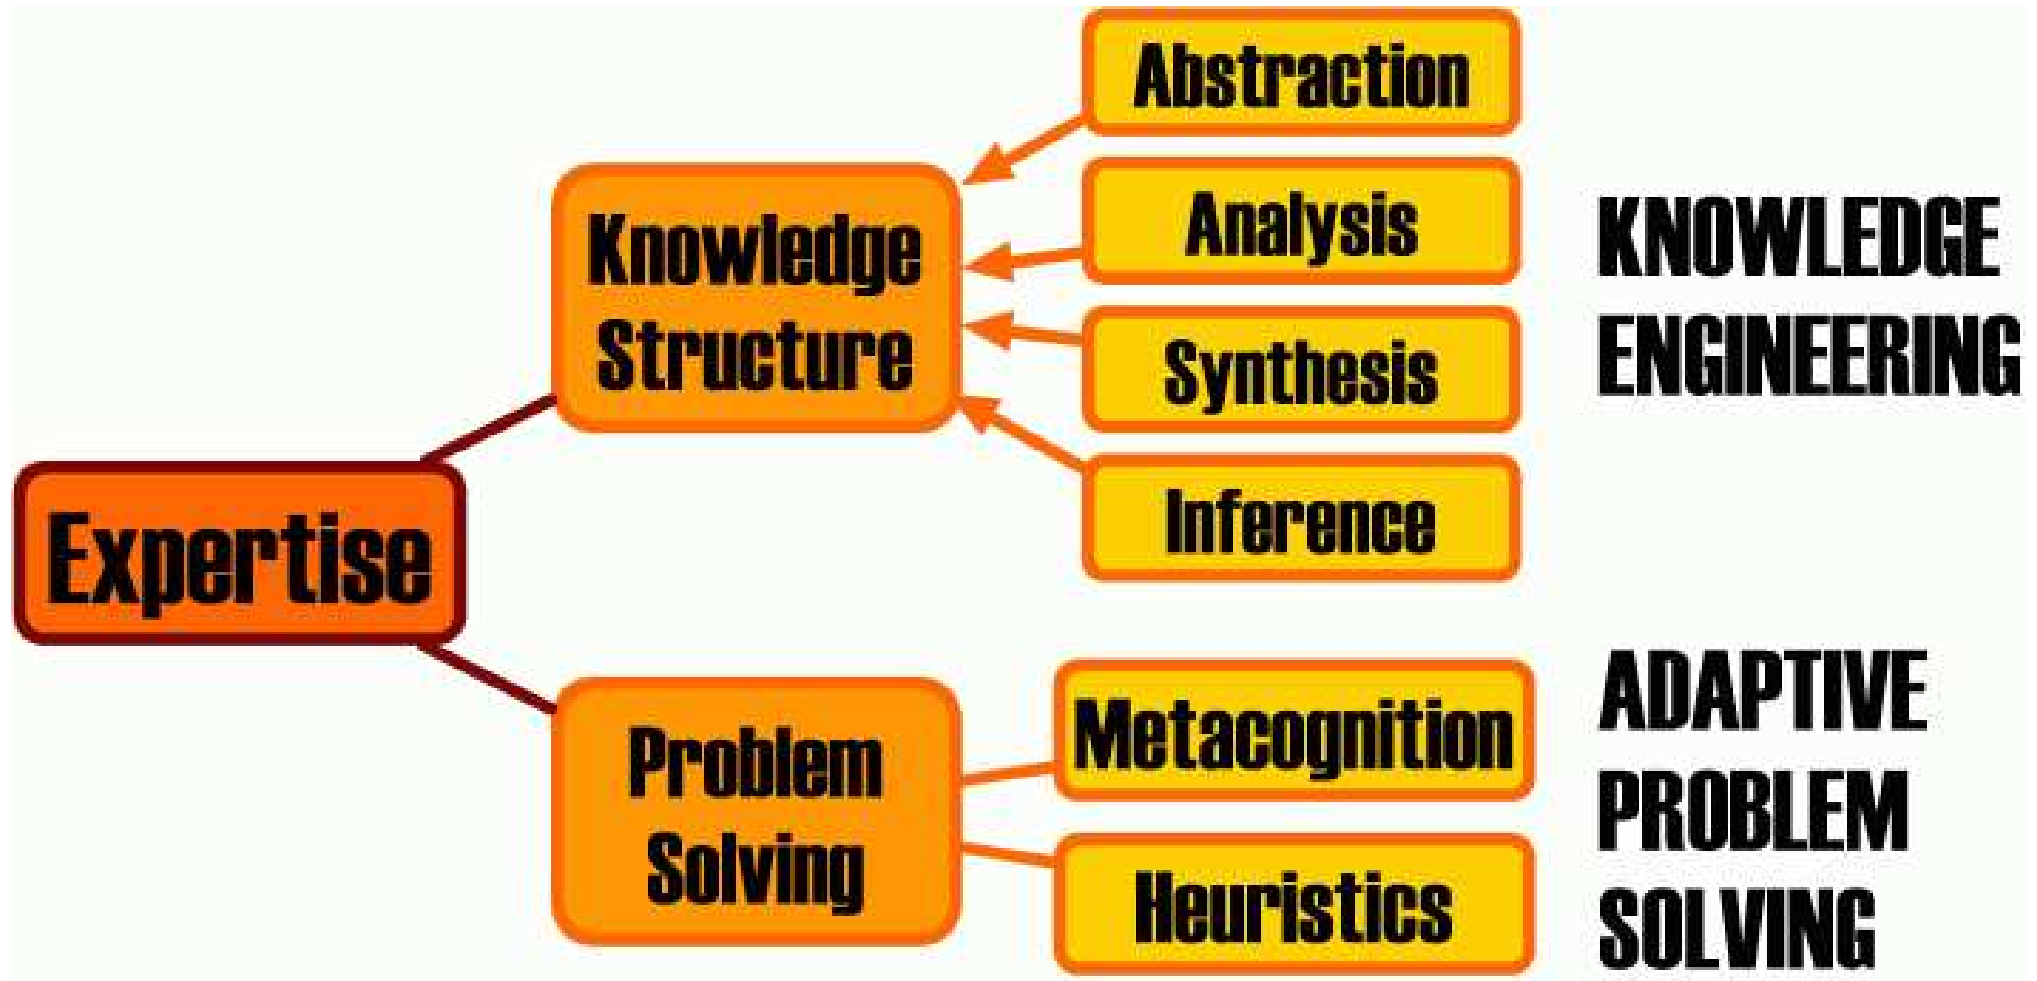 Expertise
Knowledge
Structure
Abstraction
Analysis
Synthesis
Inference
KNOWLEDGE
ENGINEERING
Problem
Solving
Metacognition
Heuristics
ADAPTIVE
PROBLEM
SOLVING